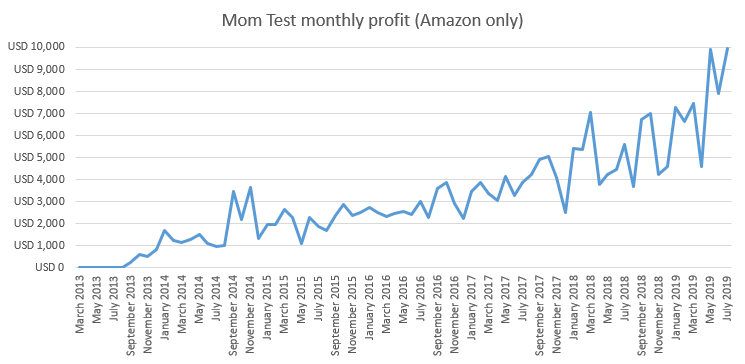 Mom Test monthly profit (Amazon only)
USD 10,000
USD 9,000
USD 8,000
USD 7,000
USD 6,000
USD 5,000
USD 4,000
USD 3,000
USD 2,000
USD 1,000
USD 0
March 2013
May 2013
July 2013
September 2013
November 2013
January 2014
March 2014
May 2014
July 2014
September 2014
November 2014
January 2015
March 2015
May 2015
July 2015
September 2015
November 2015
January 2016
March 2016
May 2016
July 2016
September 2016
November 2016
January 2017
March 2017
May 2017
July 2017
September 2017
November 2017
January 2018
March 2018
May 2018
July 2018
September 2018
November 2018
January 2019
March 2019
May 2019
July 2019